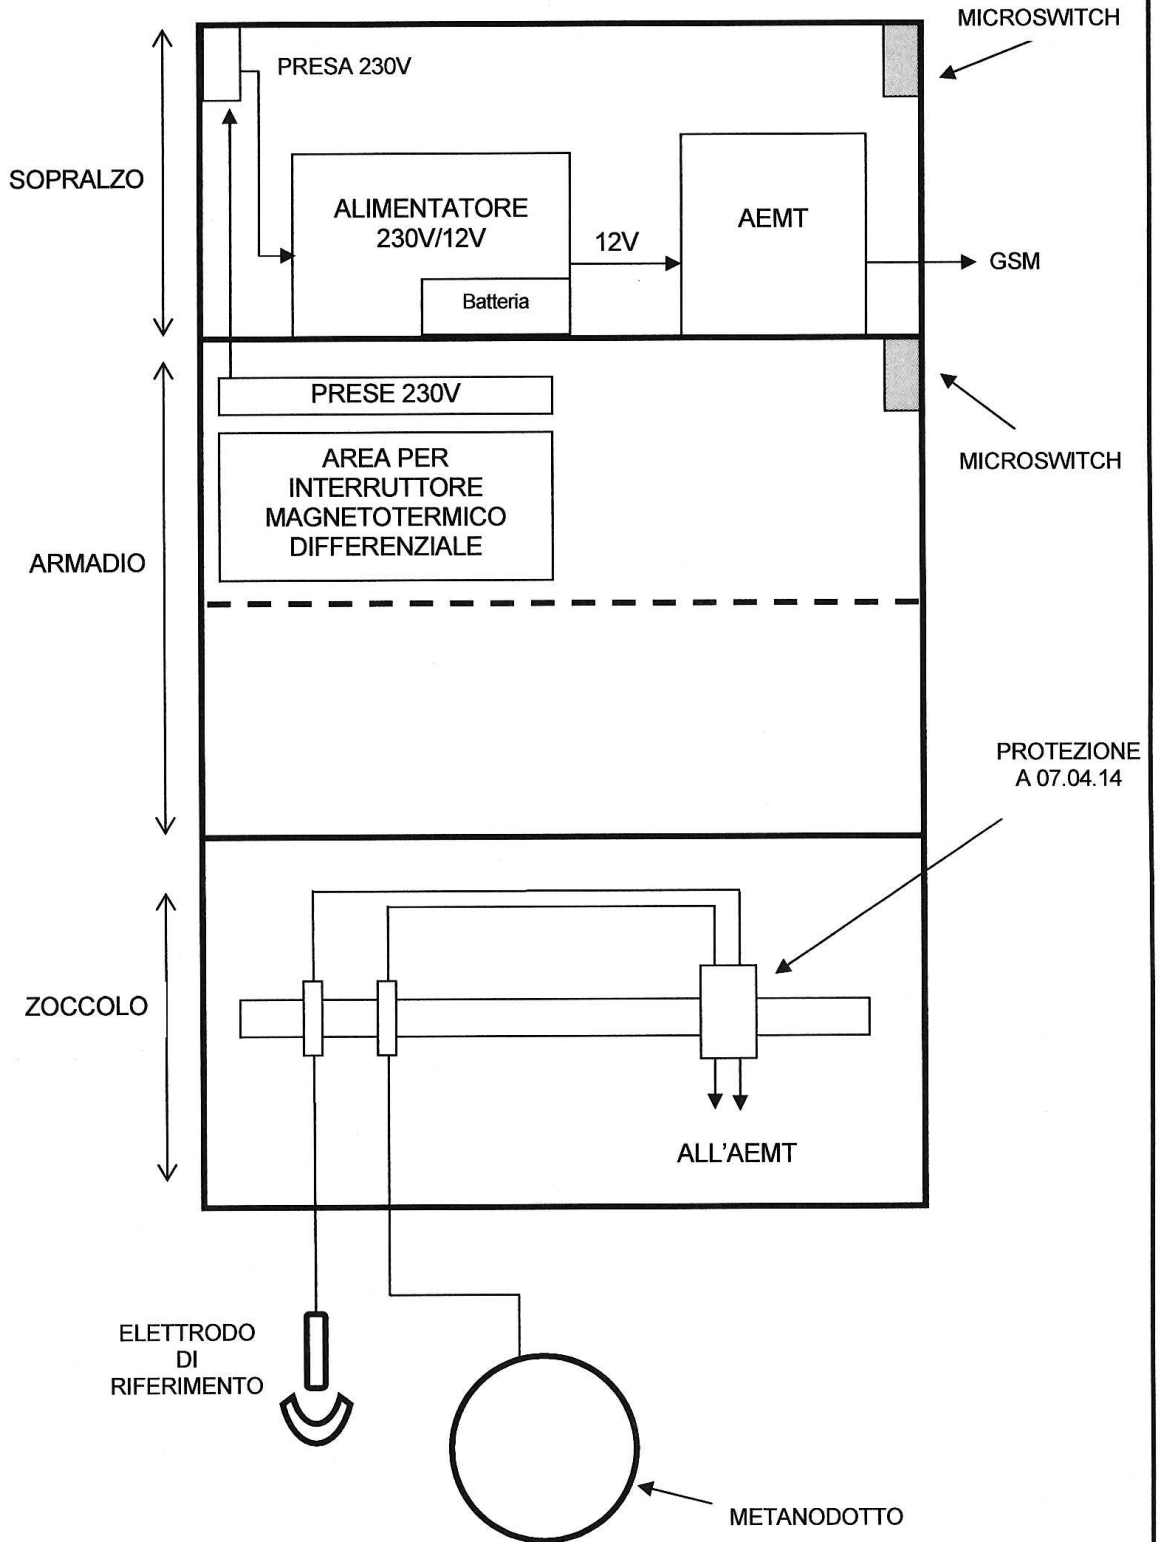 MICROSWITCH
PRESA 230V
SOPRALZO
ALIMENTATORE
230V/12V
Batteria
12V
AEMT
GSM
PRESE 230V
AREA PER
INTERRUTTORE
MAGNETOTERMICO
DIFFERENZIALE
MICROSWITCH
ARMADIO
PROTEZIONE
A 07.04.14
ZOCCOLO
ALL'AEMT
ELETTRODO
DI
RIFERIMENTO
METANODOTTO